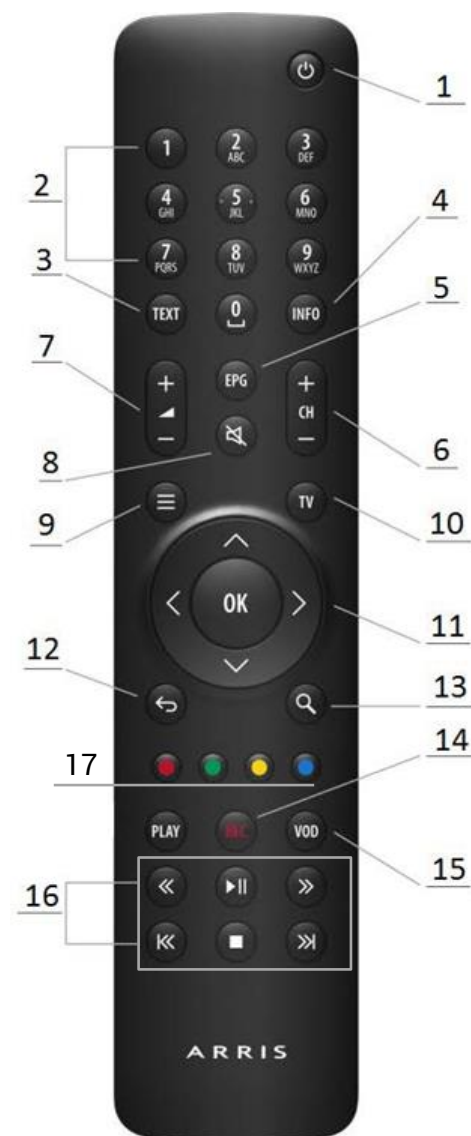 1
1 2 3
ABC DEF
2
4 5 6
GHI JKL MNO
4
7 8 9
PQRS TUV WXYZ
3
5
TEXT 0 INFO
7
+ EPG +
CH
6
− −
8
TV
9
10
OK
11
12
13
14
17
PLAY REC VOD
15
16
ARRIS